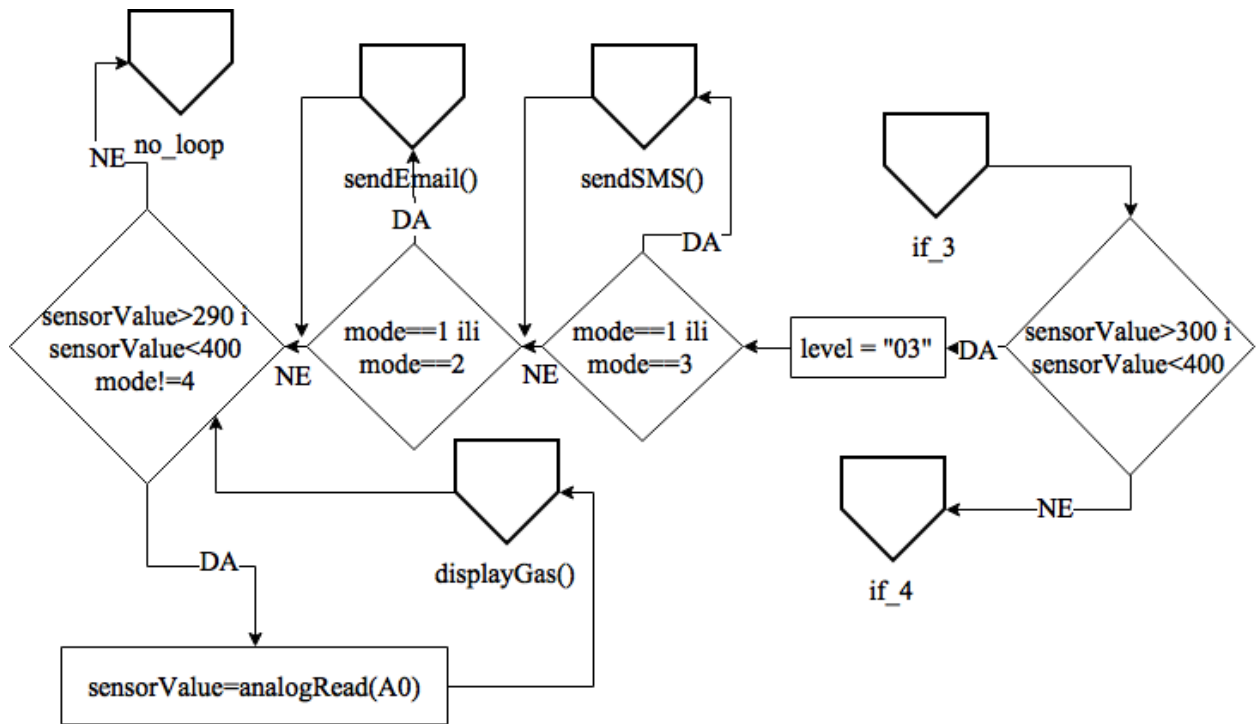 no_loop
NE
sendEmail()
DA
sendSMS()
DA
if_3
sensorValue>290 i
sensorValue<400
mode!=4
NE
mode==1 ili
mode==2
NE
mode==1 ili
mode==3
level = "03"
DA
sensorValue>300 i
sensorValue<400
DA
displayGas()
NE
if_4
sensorValue=analogRead(A0)